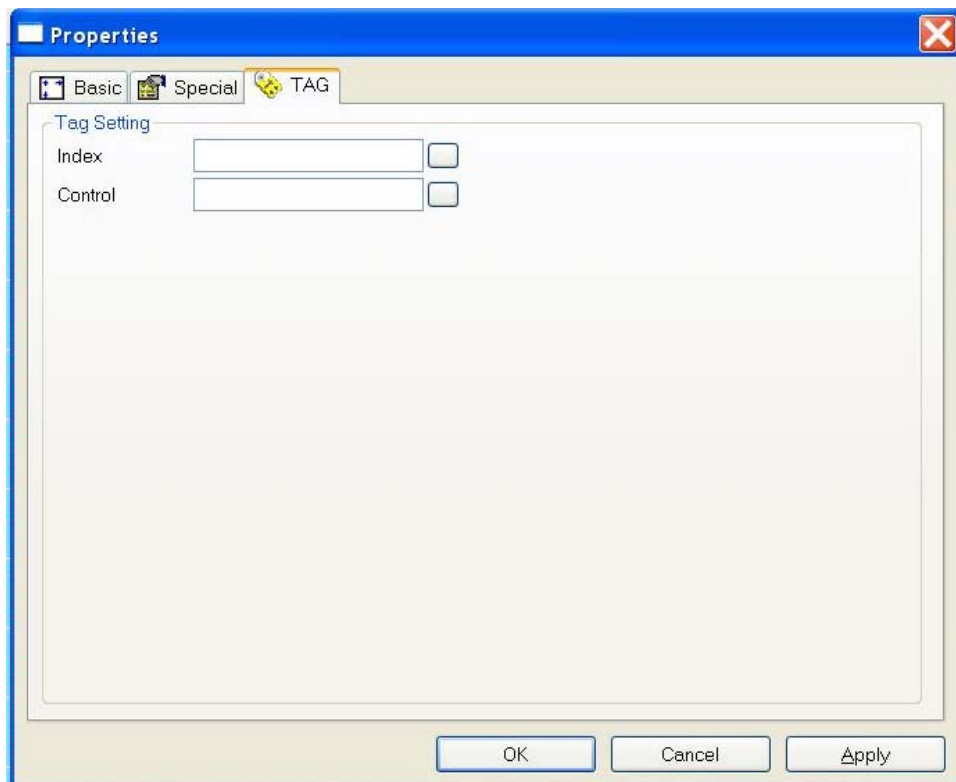 Properties
Basic Special TAG
Tag Setting
Index
Control
OK Cancel Apply